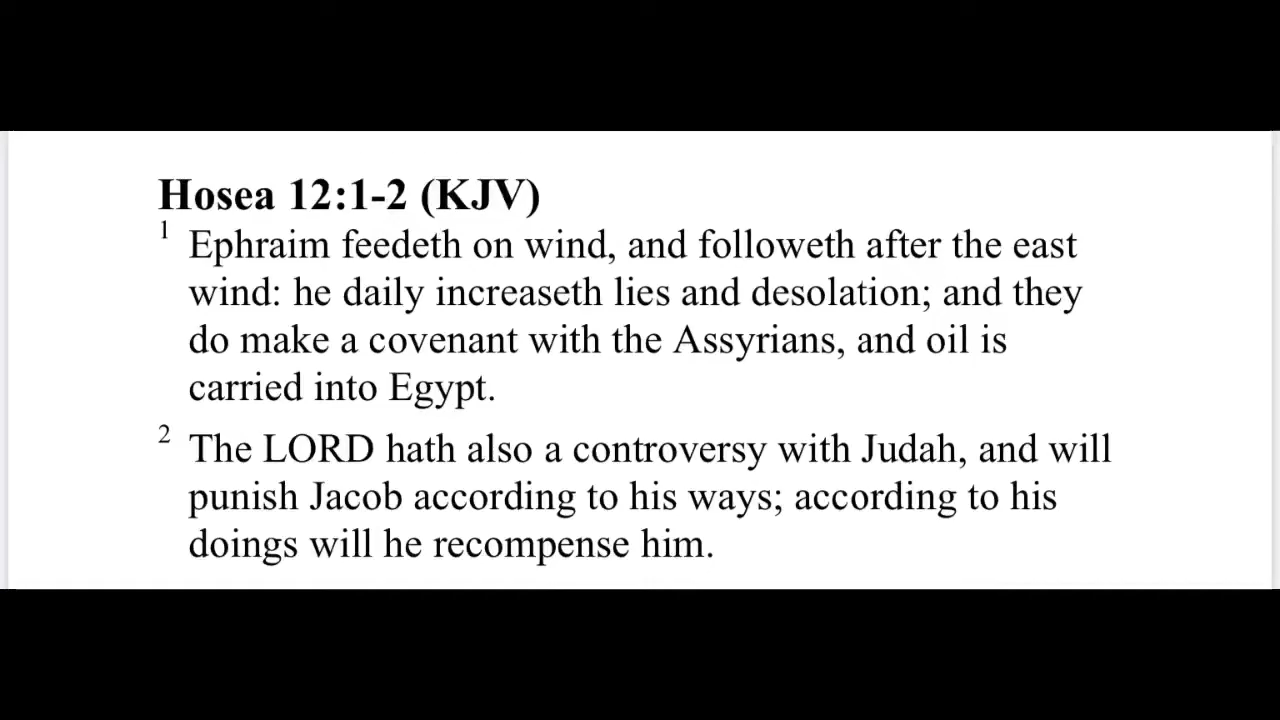 Hosea 12:1-2 (KJV)
1 Ephraim feedeth on wind, and followeth after the east
wind: he daily increaseth lies and desolation; and they
do make a covenant with the Assyrians, and oil is
carried into Egypt.
2 The LORD hath also a controversy with Judah, and will
punish Jacob according to his ways; according to his
doings will he recompense him.